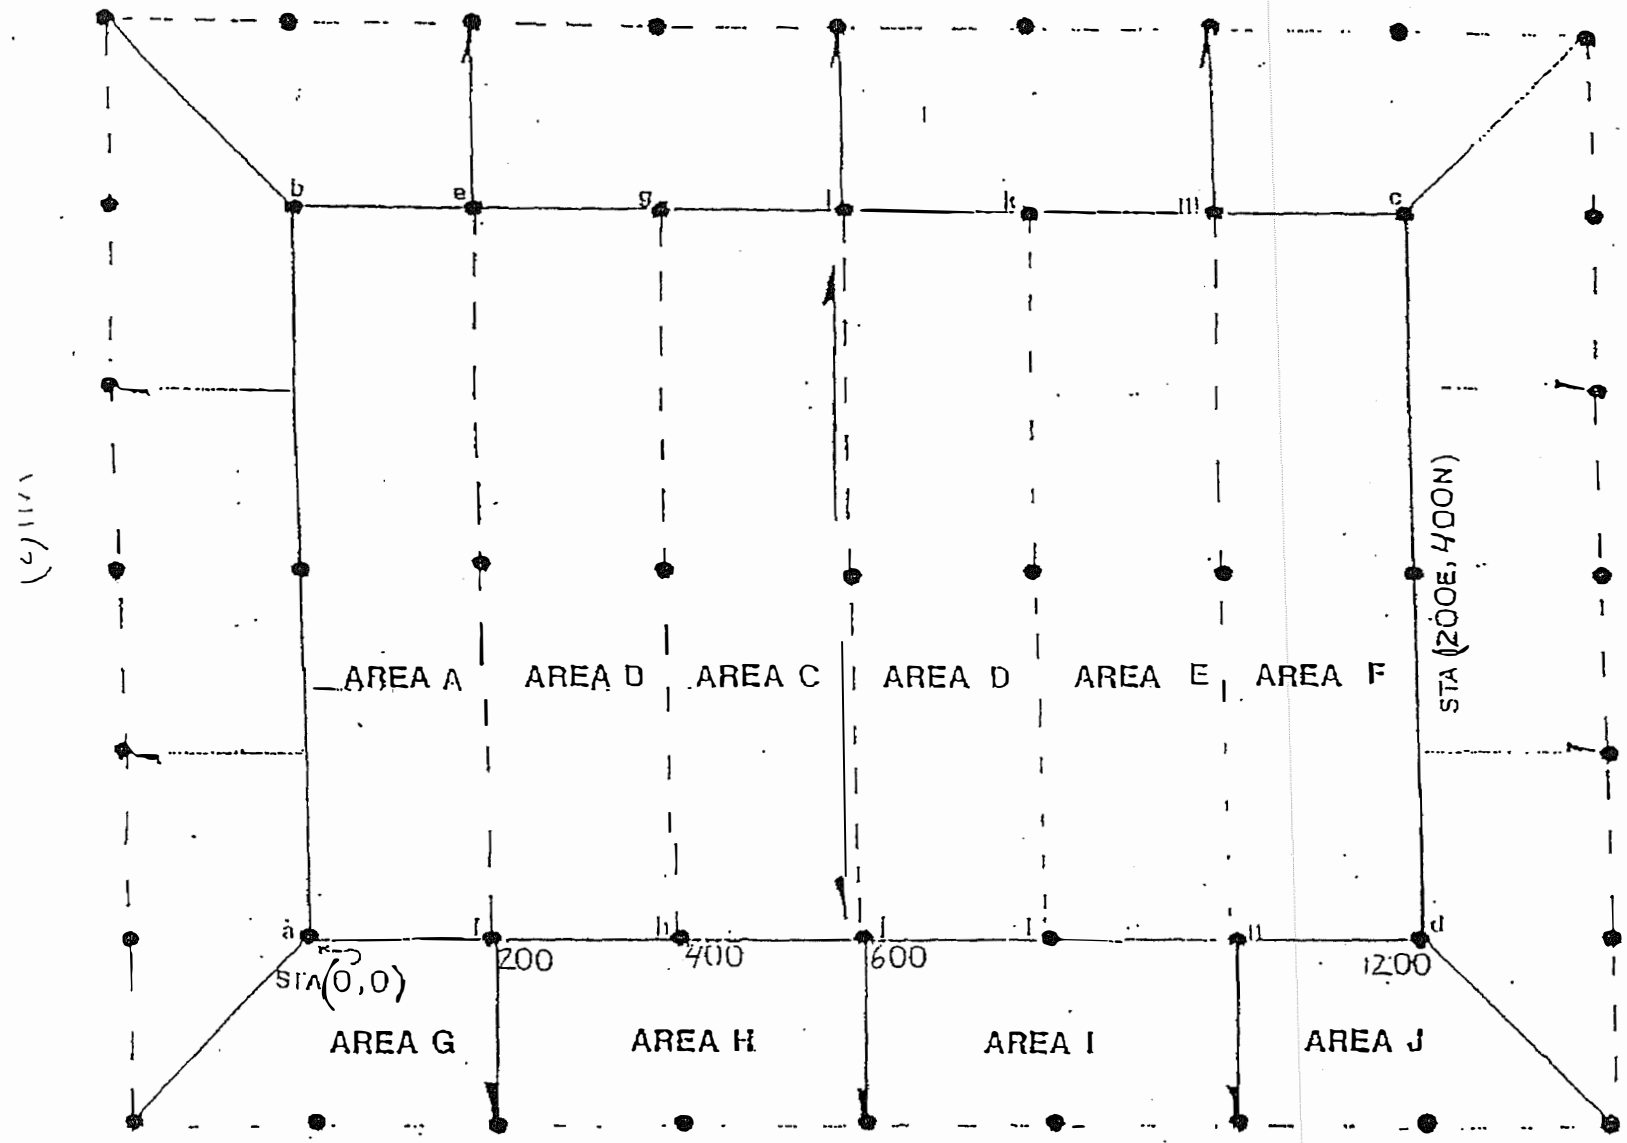 b e g k m c
AREA A AREA D AREA C AREA D AREA E AREA F
STA (1200E, 400N)
a h n d
200 400 600 1200
STA(0,0)
AREA G AREA H AREA I AREA J